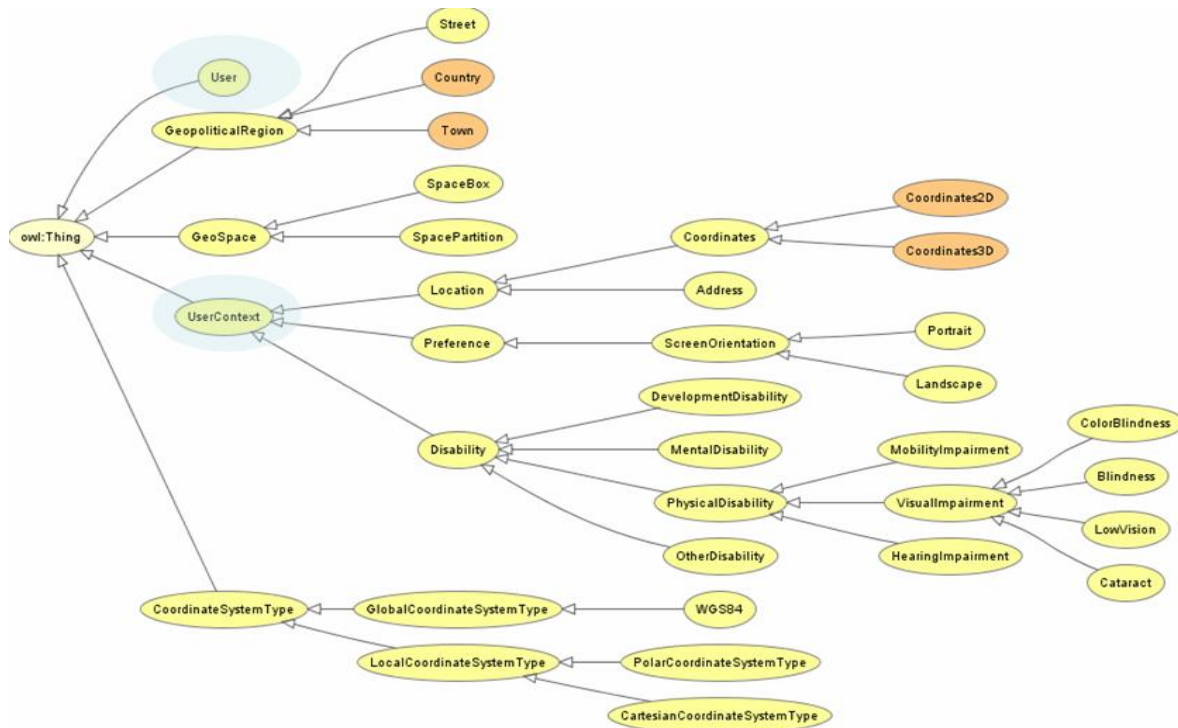 Street
User
Country
GeopoliticalRegion
Town
SpaceBox
Coordinates2D
owl:Thing
GeoSpace
SpacePartition
Coordinates
Coordinates3D
Location
Address
UserContext
Preference
ScreenOrientation
Portrait
Landscape
DevelopmentDisability
ColorBlindness
Disability
MentalDisability
MobilityImpairment
Blindness
PhysicalDisability
VisualImpairment
LowVision
OtherDisability
HearingImpairment
Cataract
CoordinateSystemType
GlobalCoordinateSystemType
WGS84
LocalCoordinateSystemType
PolarCoordinateSystemType
CartesianCoordinateSystemType